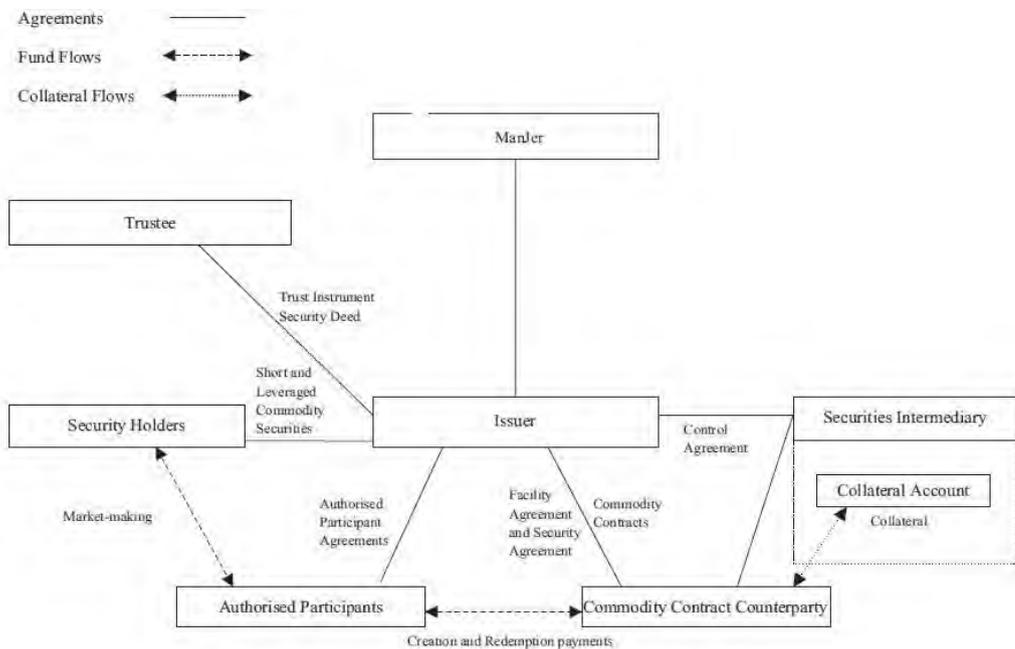 Agreements
Fund Flows
Collateral Flows
ManJer
Trustee
Trust Instrument
Security Deed
Short and
Leveraged
Commodity
Securities
Security Holders
Issuer
Securities Intermediary
Control
Agreement
Collateral Account
Collateral
Market-making
Authorised
Participant
Agreements
Facility
Agreement
and Security
Agreement
Commodity
Contracts
Authorised Participants
Commodity Contract Counterparty
Creation and Redemption payments